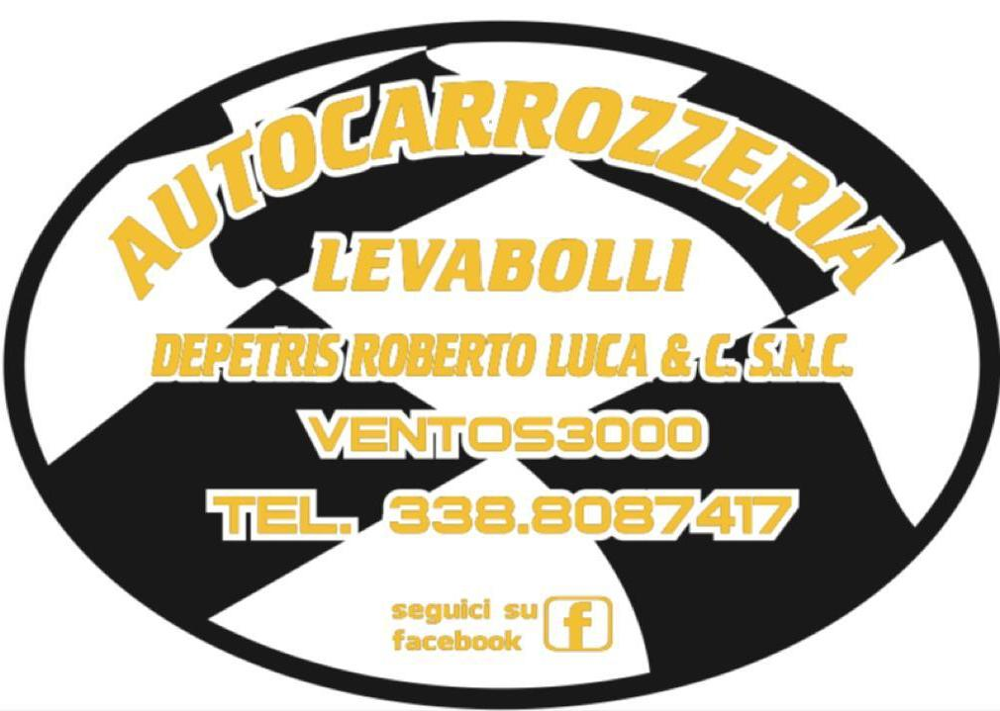 AUTOCARROZZERIA
LEVABOLLI
DEPETRIS ROBERTO LUCA & C. S.N.C.
VENTOS3000
TEL. 338.8087417
seguici su
facebook